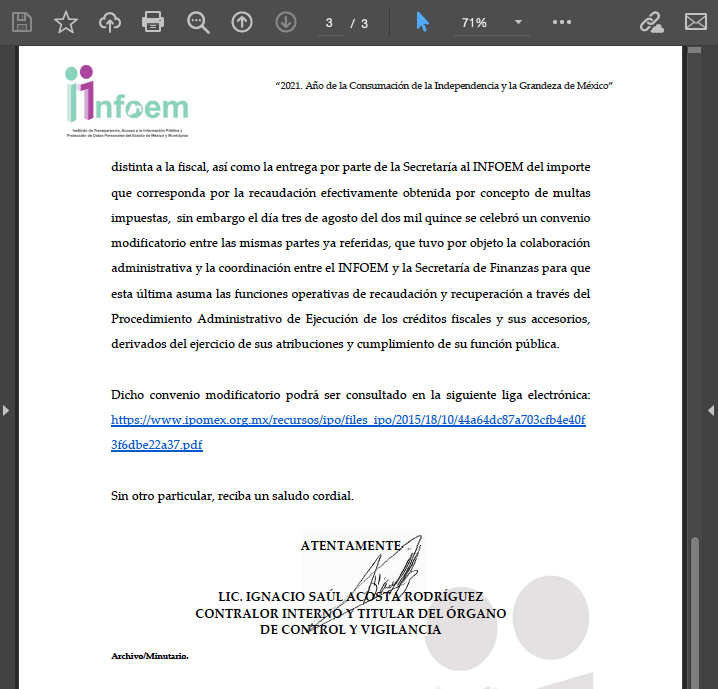 3 / 3
71%
infoem
Instituto de Transparencia, Acceso a la Información Pública y
Protección de Datos Personales del Estado de México y Municipios
“2021. Año de la Consumación de la Independencia y la Grandeza de México”
distinta a la fiscal, así como la entrega por parte de la Secretaría al INFOEM del importe
que corresponda por la recaudación efectivamente obtenida por concepto de multas
impuestas, sin embargo el día tres de agosto del dos mil quince se celebró un convenio
modificatorio entre las mismas partes ya referidas, que tuvo por objeto la colaboración
administrativa y la coordinación entre el INFOEM y la Secretaría de Finanzas para que
esta última asuma las funciones operativas de recaudación y recuperación a través del
Procedimiento Administrativo de Ejecución de los créditos fiscales y sus accesorios,
derivados del ejercicio de sus atribuciones y cumplimiento de su función pública.
Dicho convenio modificatorio podrá ser consultado en la siguiente liga electrónica:
https://www.ipomex.org.mx/recursos/ipo/files_ipo/2015/18/10/44a64dc87a703cfb4e40f
3f6dbe22a37.pdf
Sin otro particular, reciba un saludo cordial.
ATENTAMENTE
LIC. IGNACIO SAÚL ACOSTA RODRÍGUEZ
CONTRALOR INTERNO Y TITULAR DEL ÓRGANO
DE CONTROL Y VIGILANCIA
Archivo/Minutario.